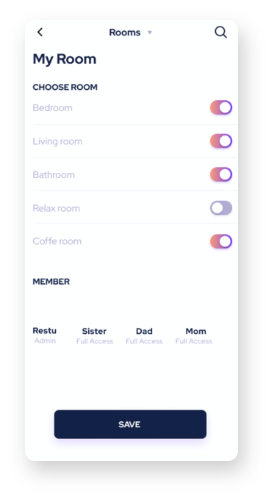 Rooms
My Room
CHOOSE ROOM
Bedroom
Living room
Bathroom
Relax room
Coffe room
MEMBER
Restu Sister Dad Mom
Admin Full Access Full Access Full Access
SAVE